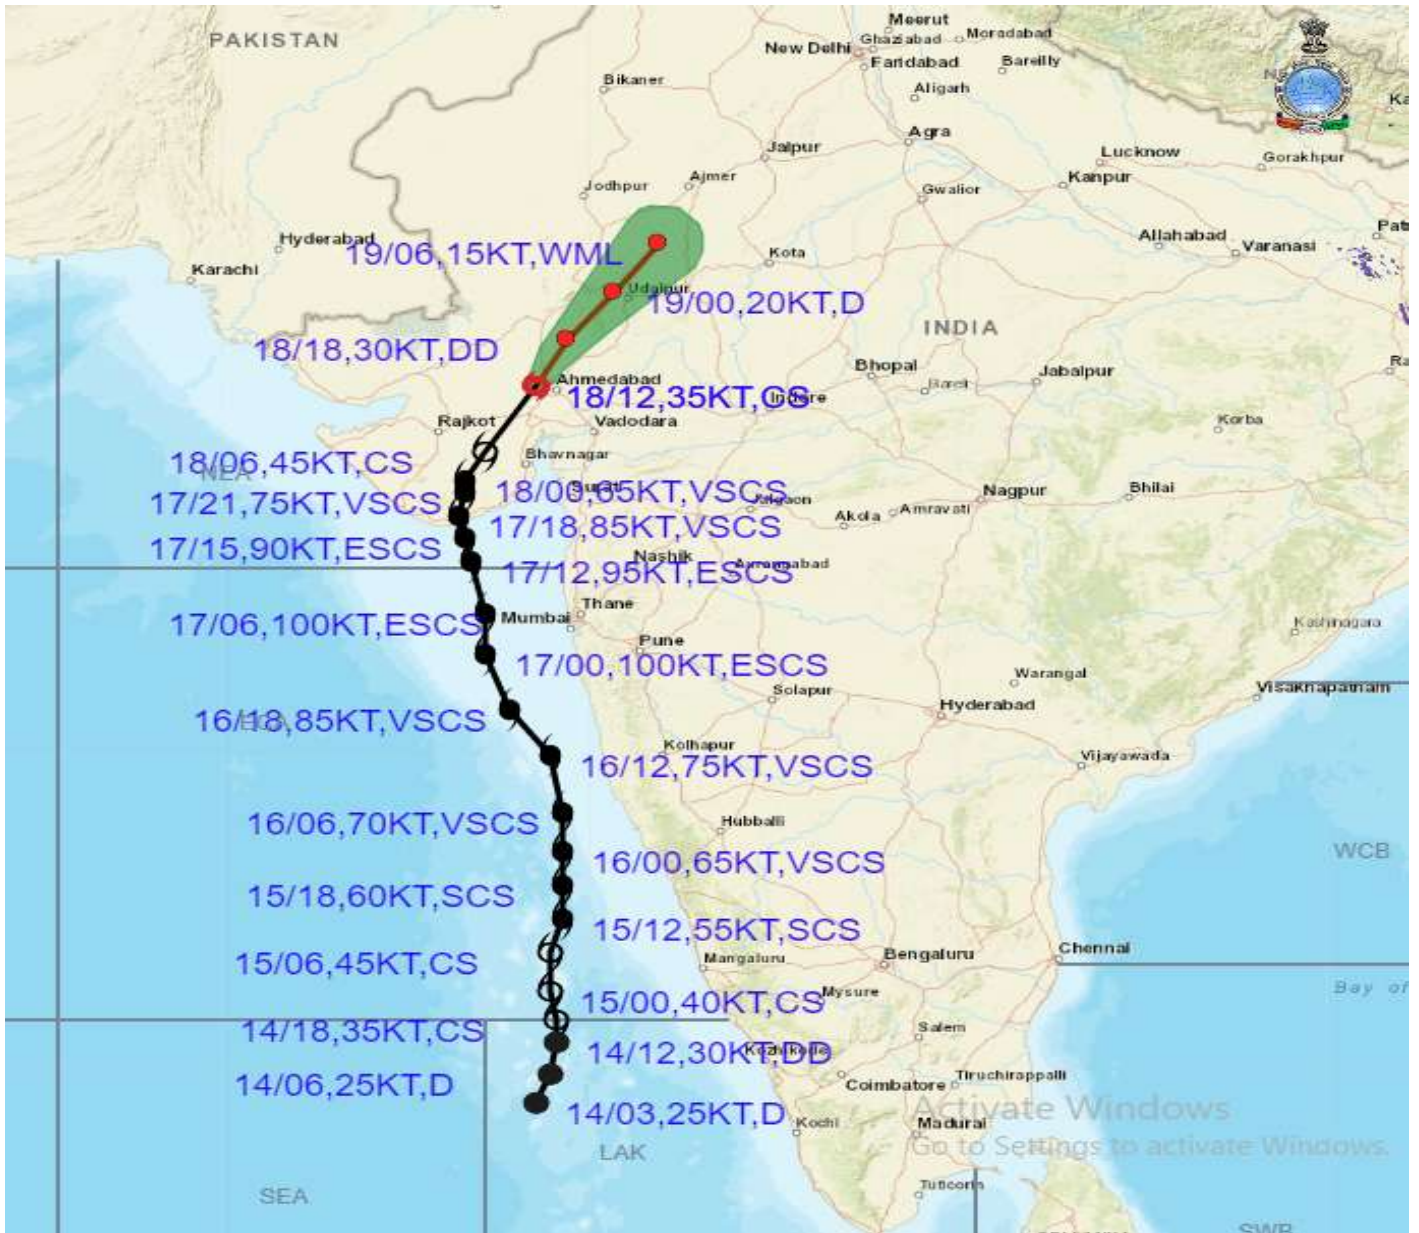 Meerut
PAKISTAN
Ghaziabad
Moradabad
New Delhi
Faridabad
Bareilly
Bikaner
Aligarh
Agra
Jaipur
Lucknow
Gorakhpur
Ajmer
Kanpur
Jodhpur
Gwalior
Hyderabad
19/06,15KT,WML
Kota
Allahabad
Varanasi
Karachi
Udaipur
19/00,20KT,D
INDIA
18/18,30KT,DD
Bhopal
Ahmedabad
Jabalpur
18/12,35KT,CS
Indore
Rajkot
Vadodara
Korba
18/06,45KT,CS
Bhavnagar
NEA
18/00,65KT,VSCS
Surat
Nagpur
Bhilai
17/21,75KT,VSCS
Akola
Amravati
17/18,85KT,VSCS
17/15,90KT,ESCS
Nashik
17/12,95KT,ESCS
Thane
17/06,100KT,ESCS
Mumbai
Pune
17/00,100KT,ESCS
Warangal
Solapur
Visakhapatnam
Hyderabad
16/18,85KT,VSCS
Kolhapur
Vijayawada
16/12,75KT,VSCS
16/06,70KT,VSCS
Hubballi
16/00,65KT,VSCS
WCB
15/18,60KT,SCS
15/12,55KT,SCS
Chennai
Bengaluru
Mangaluru
15/06,45KT,CS
15/00,40KT,CS
Mysure
Bay of
14/18,35KT,CS
Salem
Kozhikode
14/12,30KT,DD
Tiruchirappalli
14/06,25KT,D
Coimbatore
14/03,25KT,D
Activate Windows
Kochi
Madurai
Go to Settings to activate Windows.
LAK
Tuticorin
SEA
SWB